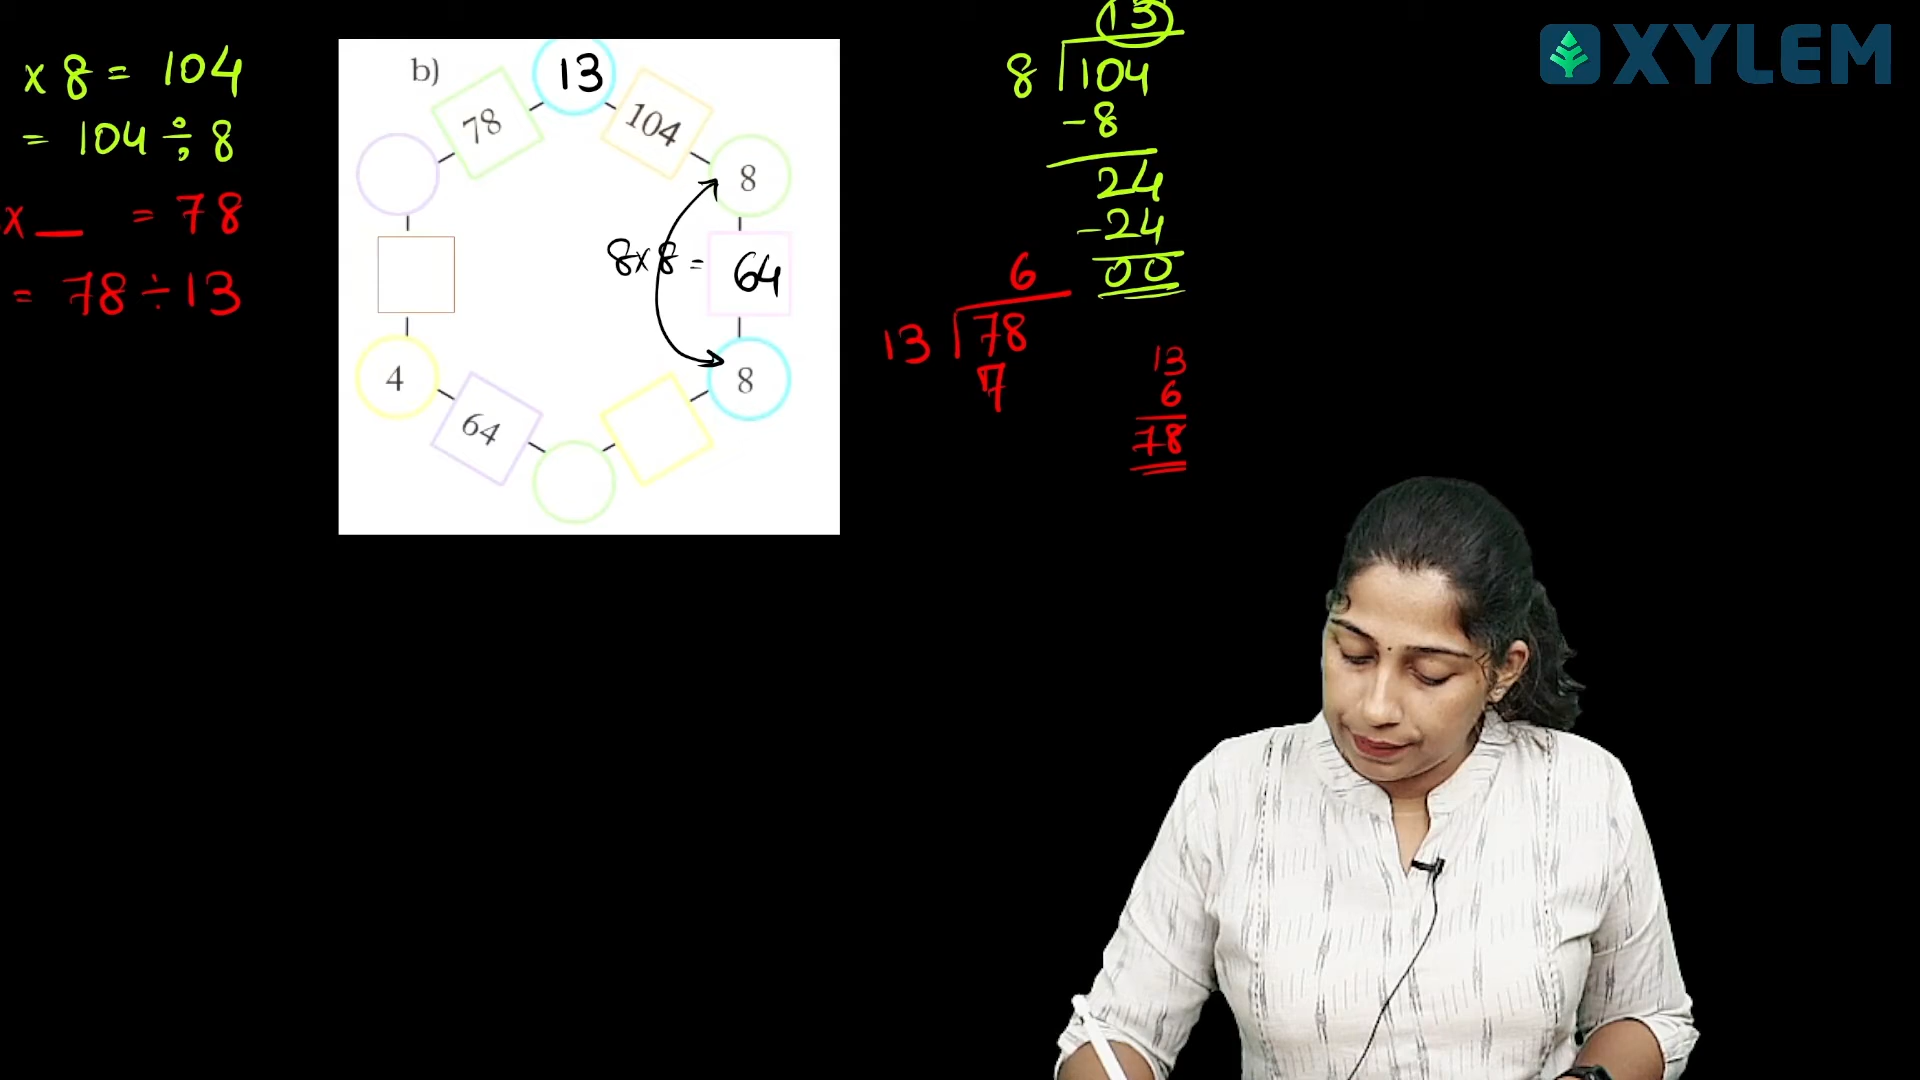 x 8 = 104
= 104 ÷ 8
x _ = 78
= 78 ÷ 13
b)
13
78
104
8
8x8 =
64
4
8
64
13
8 104
-8
24
-24
00
6
13 78
7
13
6
78
XYLEM